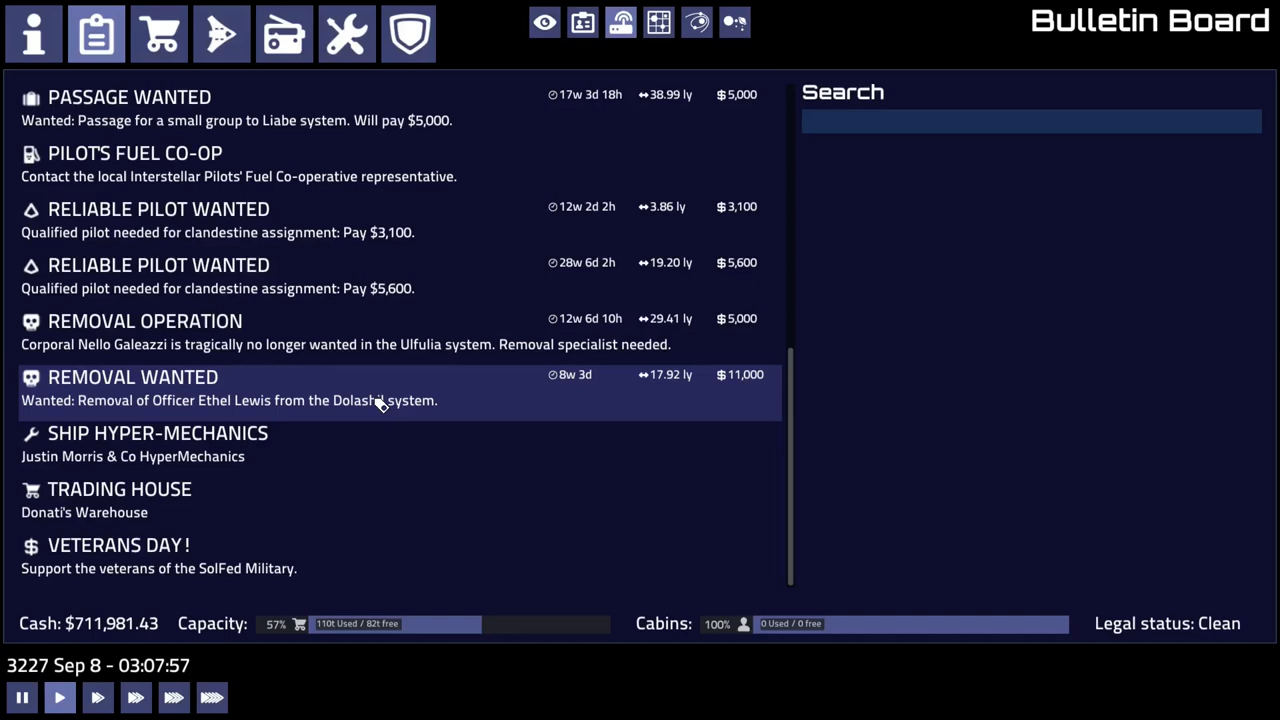 Bulletin Board
PASSAGE WANTED 17w 3d 18h 38.99 ly $5,000
Wanted: Passage for a small group to Liabe system. Will pay $5,000.
PILOT'S FUEL CO-OP
Contact the local Interstellar Pilots' Fuel Co-operative representative.
RELIABLE PILOT WANTED 12w 2d 2h 3.86 ly $3,100
Qualified pilot needed for clandestine assignment: Pay $3,100.
RELIABLE PILOT WANTED 28w 6d 2h 19.20 ly $5,600
Qualified pilot needed for clandestine assignment: Pay $5,600.
REMOVAL OPERATION 12w 6d 10h 29.41 ly $5,000
Corporal Nello Galeazzi is tragically no longer wanted in the Ulfulia system. Removal specialist needed.
REMOVAL WANTED 8w 3d 17.92 ly $11,000
Wanted: Removal of Officer Ethel Lewis from the system.
SHIP HYPER-MECHANICS
Justin Morris & Co HyperMechanics
TRADING HOUSE
Donati's Warehouse
VETERANS DAY!
Support the veterans of the SolFed Military.
Search
Cash: $711,981.43 Capacity: 57% 110t Used / 82t free Cabins: 100% 0 Used / 0 free Legal status: Clean
3227 Sep 8 - 03:07:57